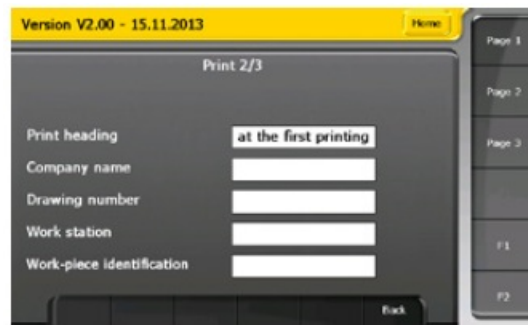 Version V2.00 - 15.11.2013
Home
Print 2/3
Print heading at the first printing
Company name
Drawing number
Work station
Work-piece identification
Back
Page 1
Page 2
Page 3
F1
F2